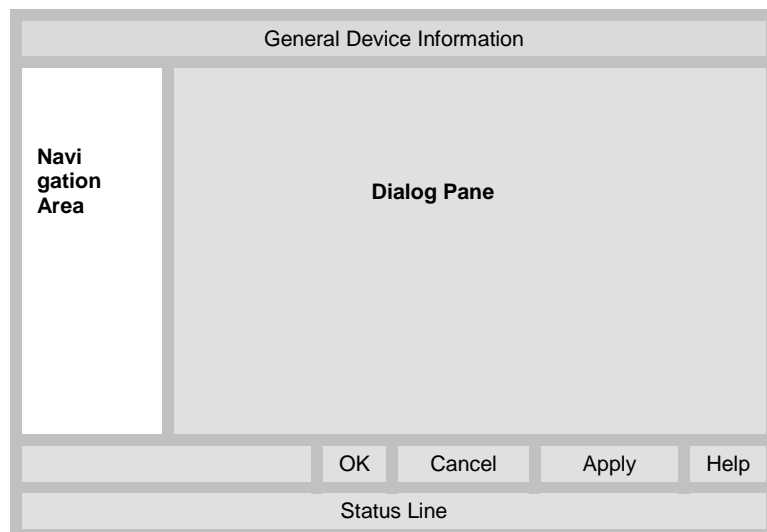 General Device Information
Navi
gation
Area
Dialog Pane
OK Cancel Apply Help
Status Line